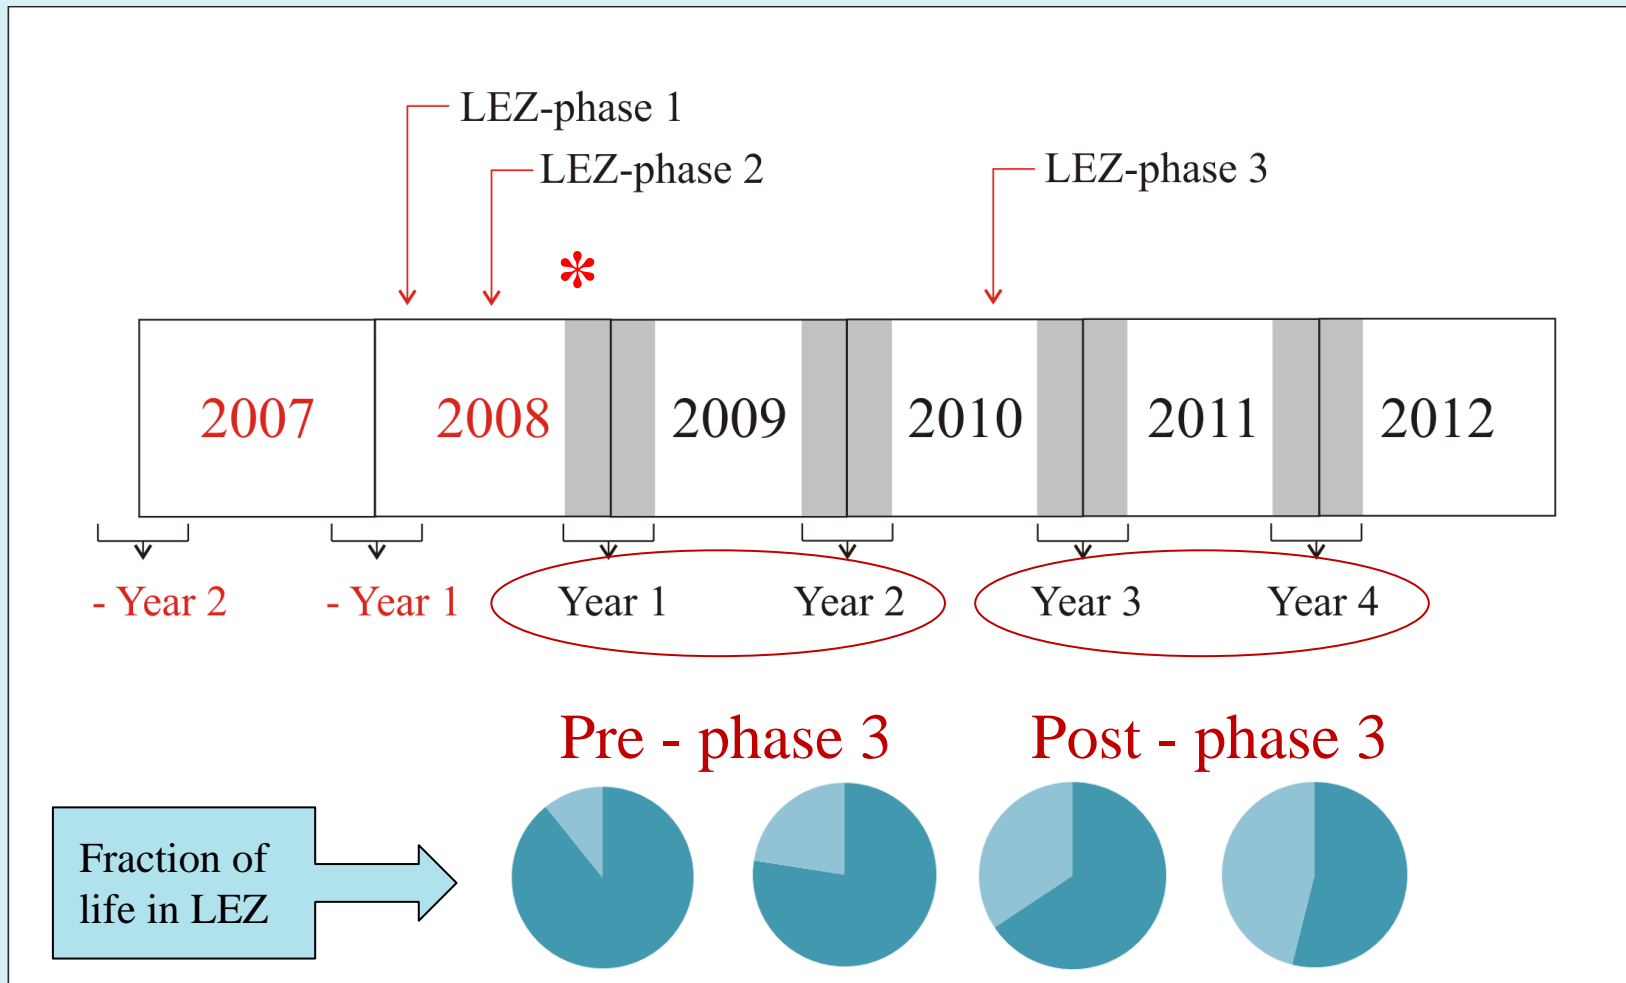 LEZ-phase 1
LEZ-phase 2
LEZ-phase 3
*
2007 2008 2009 2010 2011 2012
- Year 2 - Year 1 Year 1 Year 2 Year 3 Year 4
Pre - phase 3 Post - phase 3
Fraction of
life in LEZ